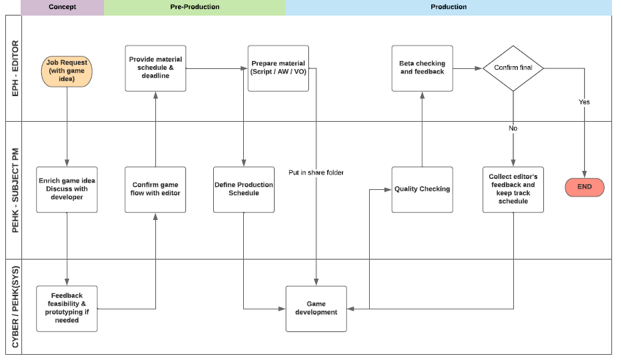 Concept
Pre-Production
Production
EPH - EDITOR
Job Request
(with game
idea)
Provide material
schedule &
deadline
Prepare material
(Script / AW / VO)
Beta checking
and feedback
Confirm final
Yes
No
PEHK - SUBJECT PM
Enrich game idea
Discuss with
developer
Confirm game
flow with editor
Define Production
Schedule
Put in share folder
Quality Checking
Collect editor's
feedback and
keep track
schedule
END
CYBER / PEHK(SYS)
Feedback
feasibility &
prototyping if
needed
Game
development